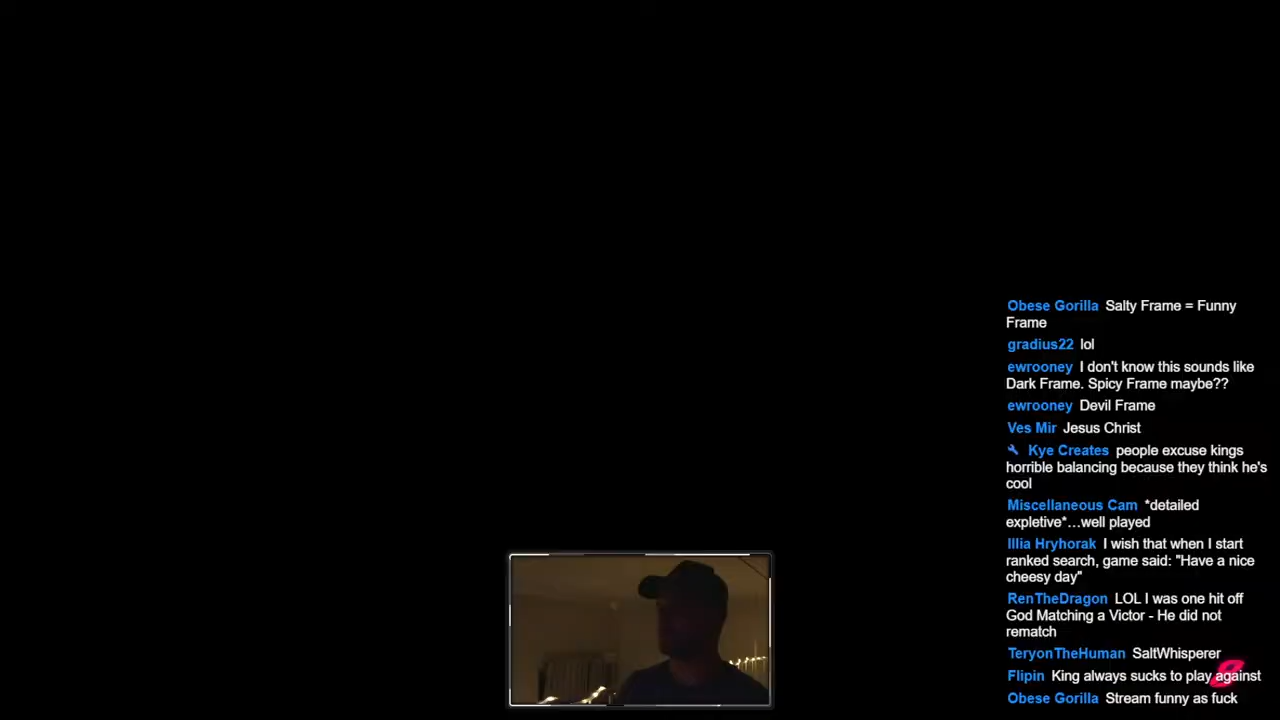 Obese Gorilla Salty Frame = Funny
Frame
gradius22 lol
ewrooney I don't know this sounds like
Dark Frame. Spicy Frame maybe??
ewrooney Devil Frame
Ves Mir Jesus Christ
Kye Creates people excuse kings
horrible balancing because they think he's
cool
Miscellaneous Cam *detailed
expletive*...well played
Illia Hryhorak I wish that when I start
ranked search, game said: "Have a nice
cheesy day"
RenTheDragon LOL I was one hit off
God Matching a Victor - He did not
rematch
TeryonTheHuman SaltWhisperer
Flipin King always sucks to play against
Obese Gorilla Stream funny as fuck